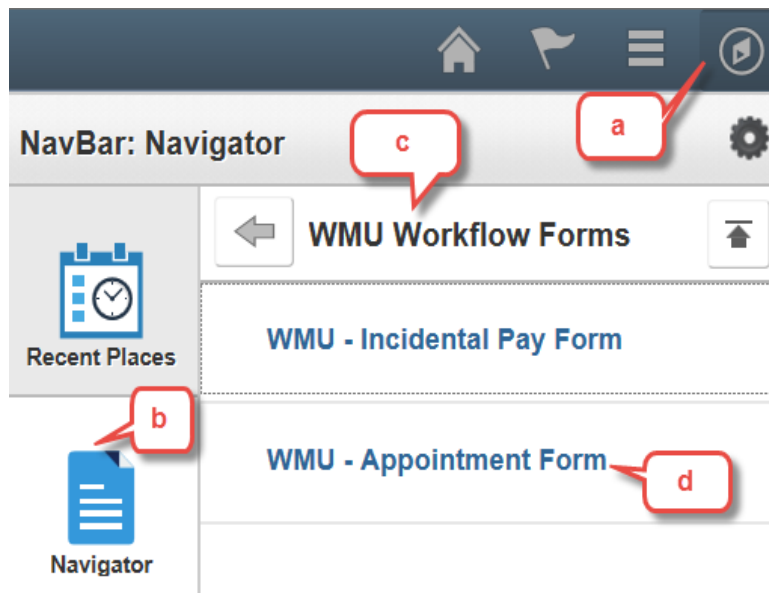 a
NavBar: Navigator
c
WMU Workflow Forms
Recent Places
WMU - Incidental Pay Form
b
WMU - Appointment Form
d
Navigator